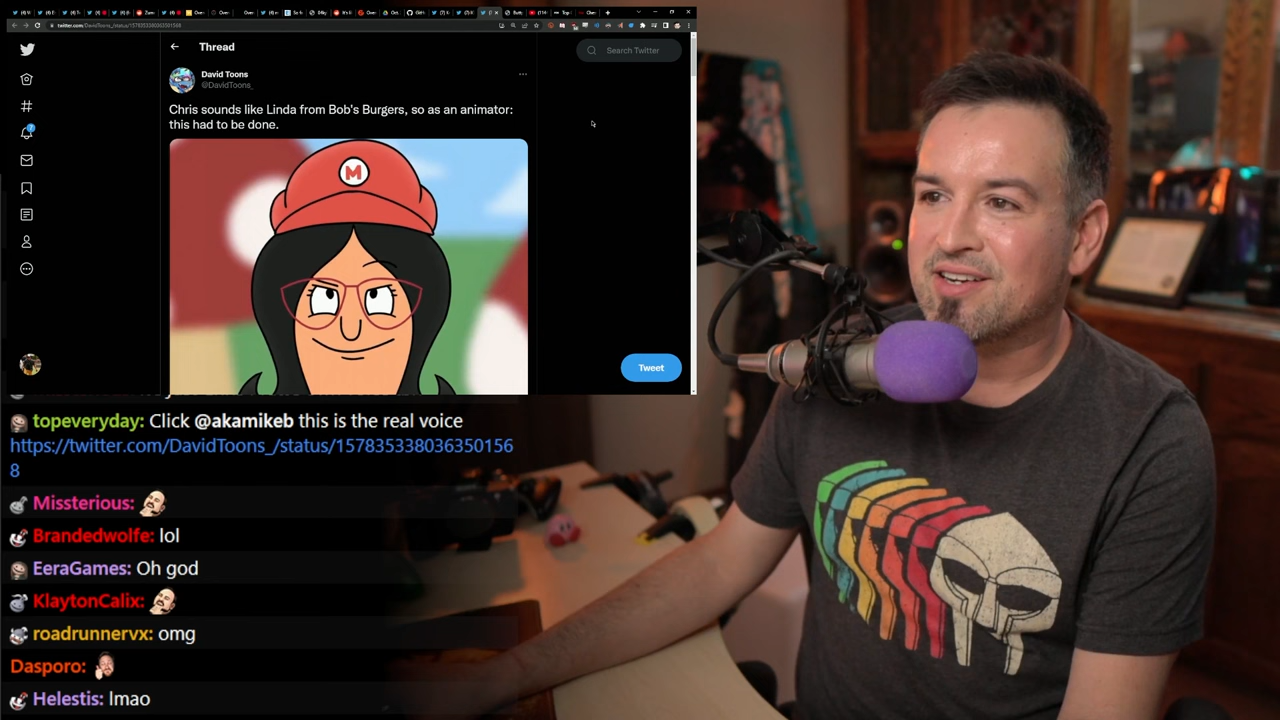 Thread
Search Twitter
David Toons
@DavidToons_
Chris sounds like Linda from Bob's Burgers, so as an animator:
this had to be done.
M
Tweet
topeveryday: Click @akamikeb this is the real voice
https://twitter.com/DavidToons_/status/157835338036350156
8
Missterious:
Brandedwolfe: lol
EeraGames: Oh god
KlaytonCalix:
roadrunnervx: omg
Dasporo:
Helestis: lmao